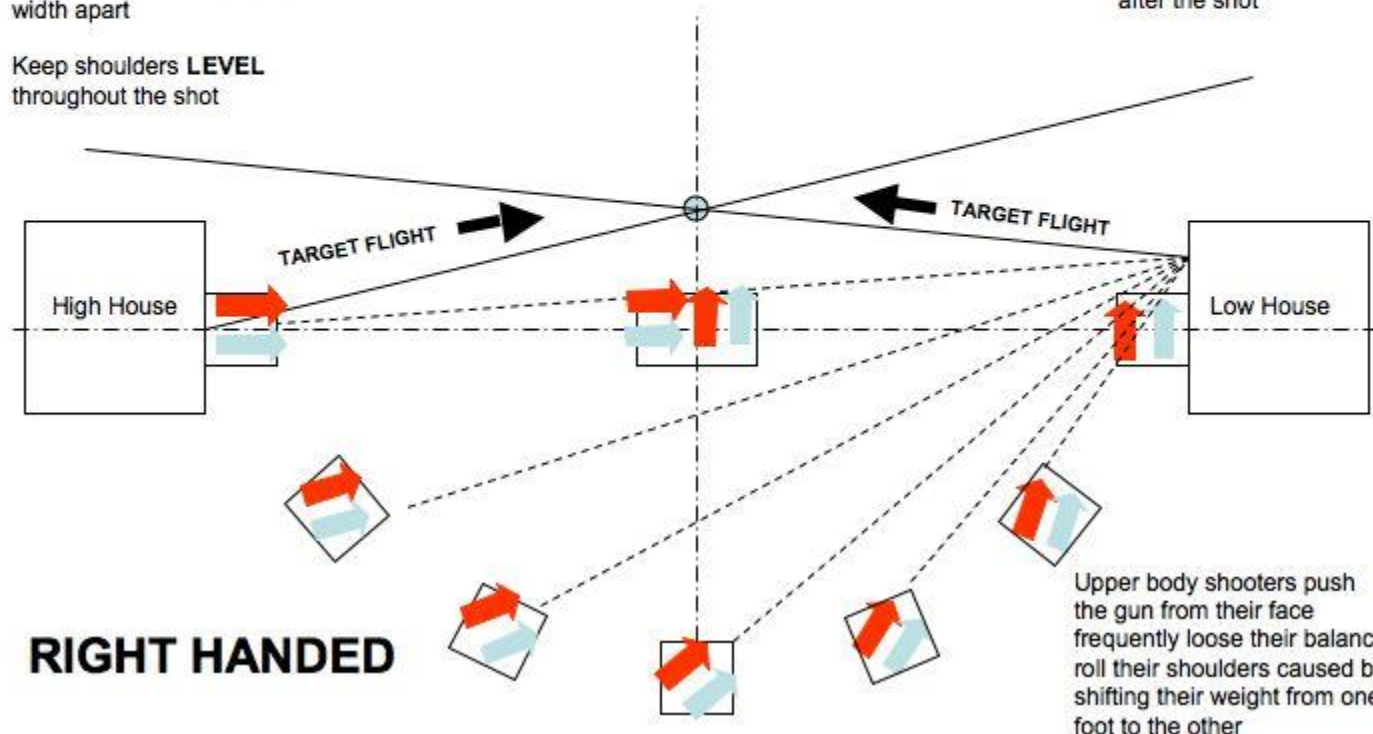 width apart
after the shot
Keep shoulders LEVEL
throughout the shot
TARGET FLIGHT
TARGET FLIGHT
High House
Low House
RIGHT HANDED
Upper body shooters push
the gun from their face
frequently loose their balanc
roll their shoulders caused b
shifting their weight from one
foot to the other